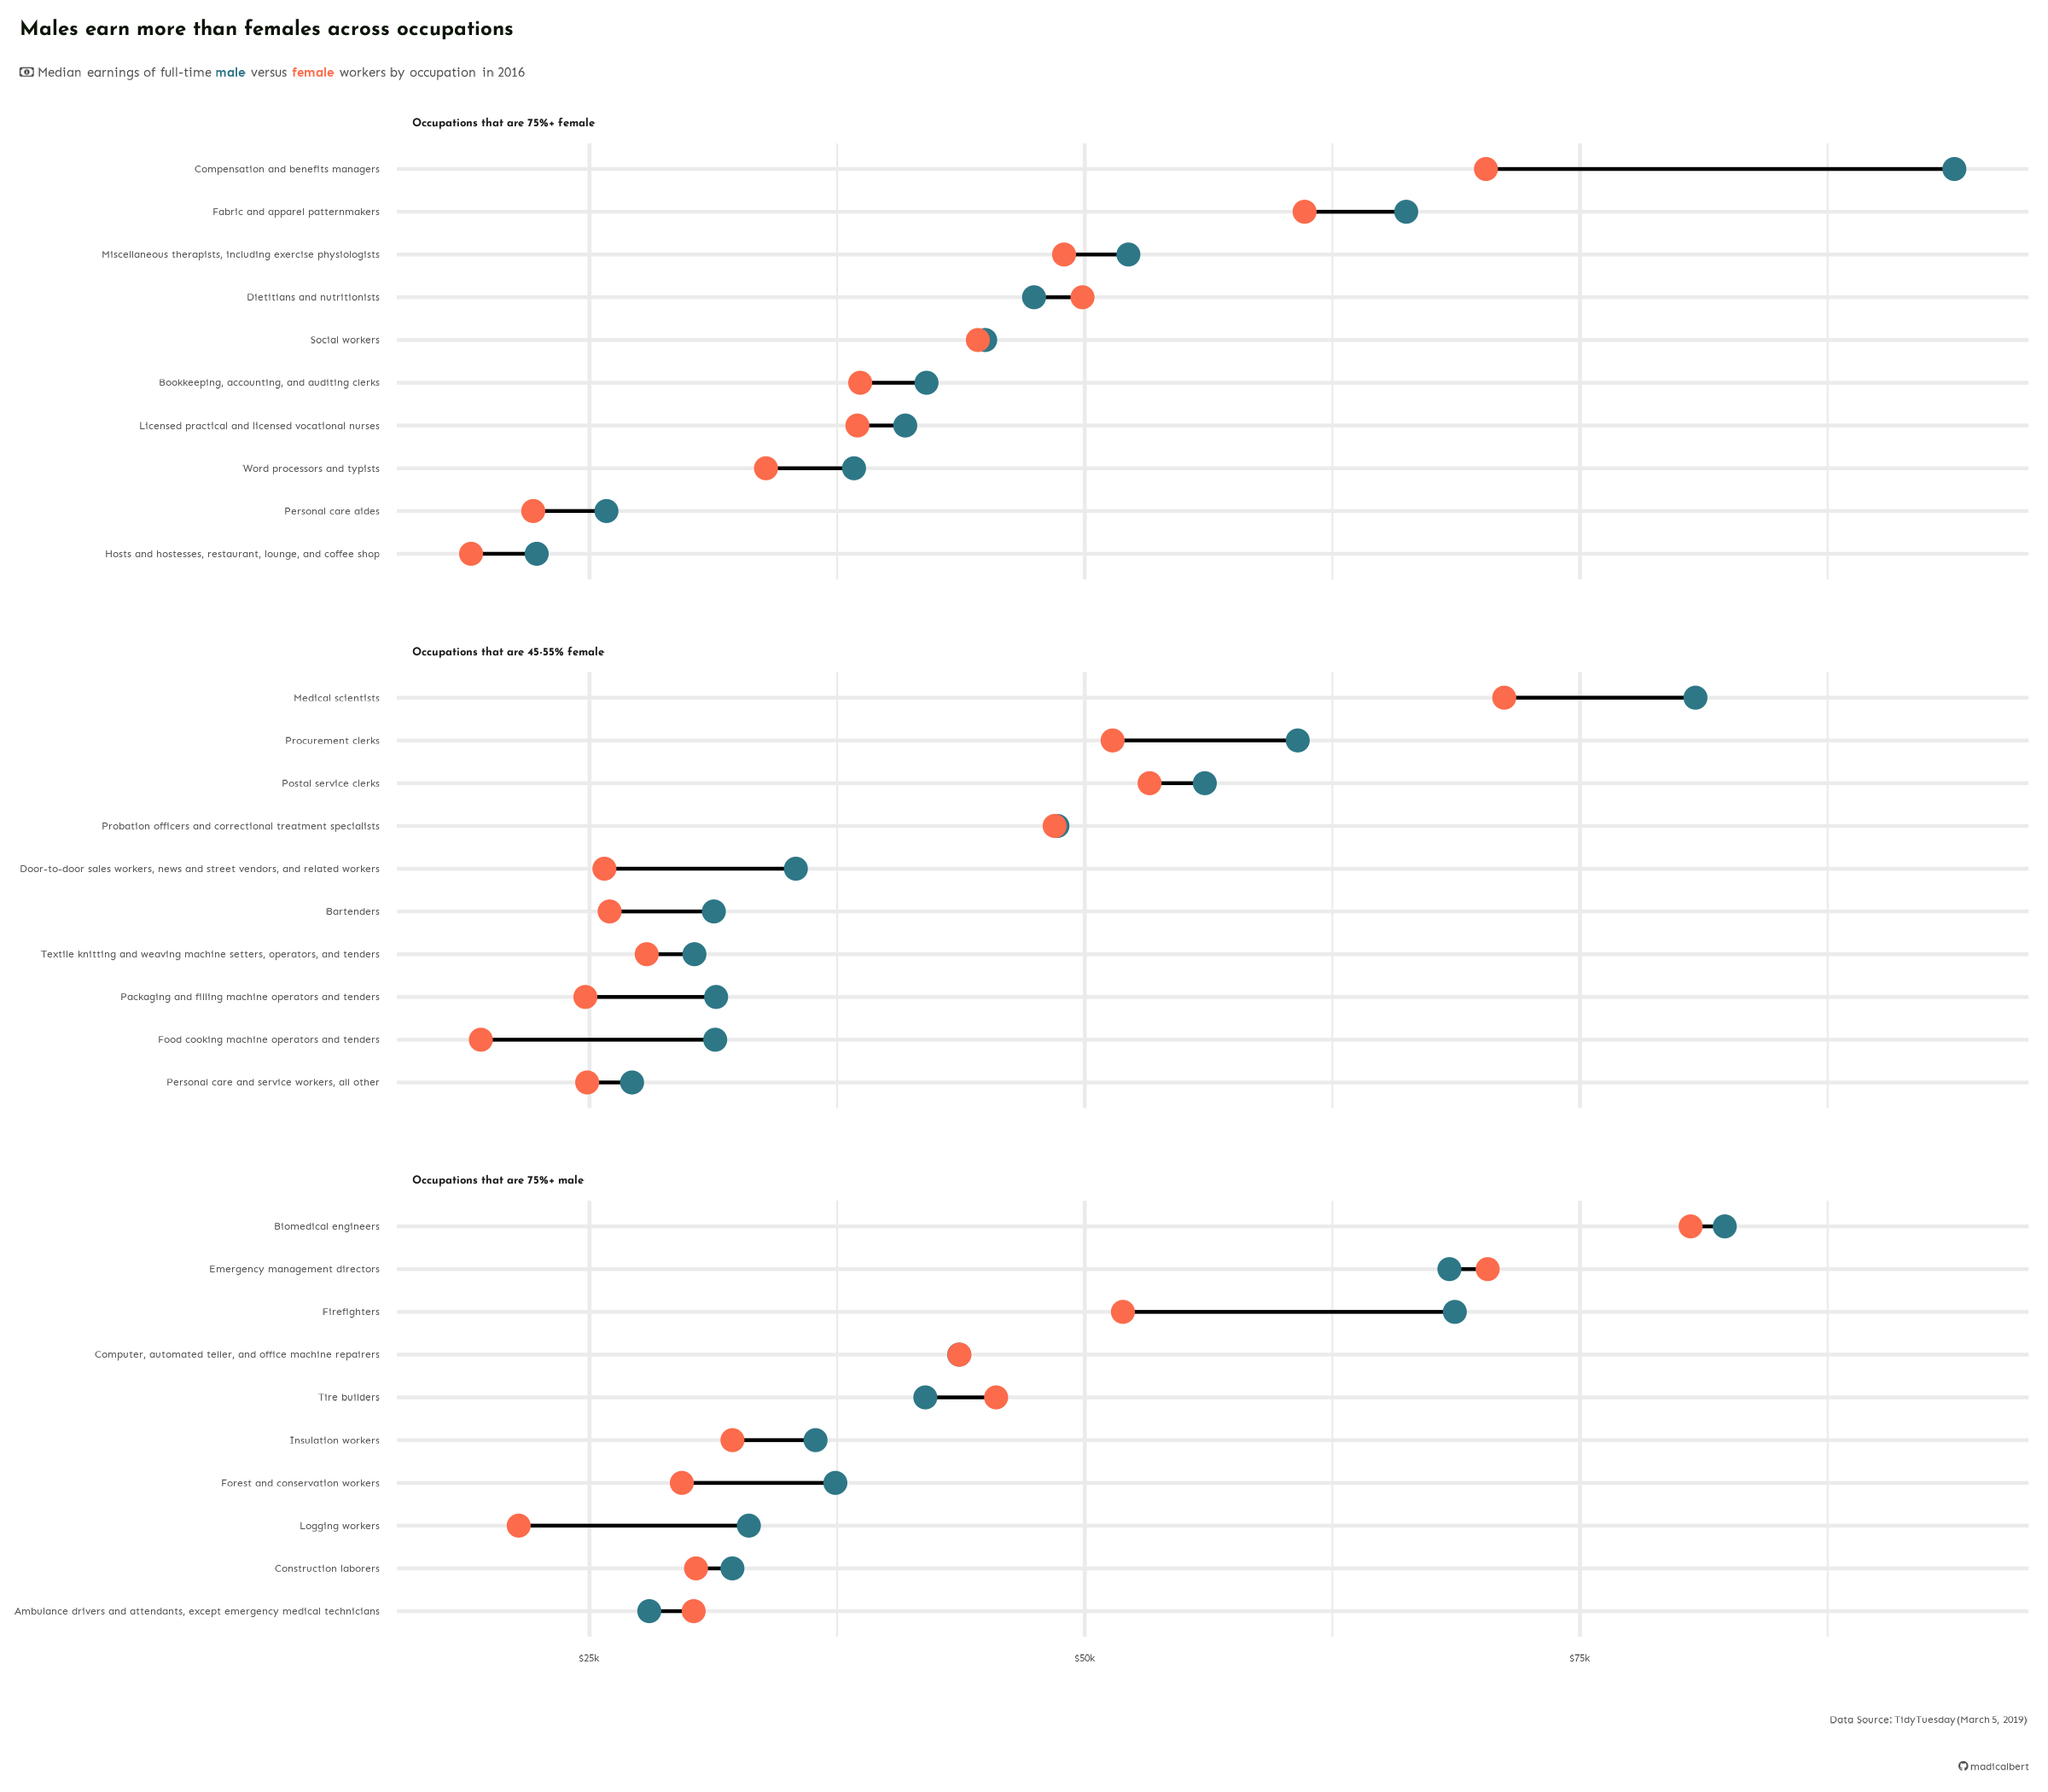 Males earn more than females across occupations
Median earnings of full-time male versus female workers by occupation in 2016
Occupations that are 75%+ female
Compensation and benefits managers
Fabric and apparel patternmakers
Miscellaneous therapists, including exercise physiologists
Dietitians and nutritionists
Social workers
Bookkeeping, accounting, and auditing clerks
Licensed practical and licensed vocational nurses
Word processors and typists
Personal care aides
Hosts and hostesses, restaurant, lounge, and coffee shop
Occupations that are 45-55% female
Medical scientists
Procurement clerks
Postal service clerks
Probation officers and correctional treatment specialists
Door-to-door sales workers, news and street vendors, and related workers
Bartenders
Textile knitting and weaving machine setters, operators, and tenders
Packaging and filling machine operators and tenders
Food cooking machine operators and tenders
Personal care and service workers, all other
Occupations that are 75%+ male
Biomedical engineers
Emergency management directors
Firefighters
Computer, automated teller, and office machine repairers
Tire builders
Insulation workers
Forest and conservation workers
Logging workers
Construction laborers
Ambulance drivers and attendants, except emergency medical technicians
$25k $50k $75k
Data Source: TidyTuesday (March 5, 2019)
madicalbert